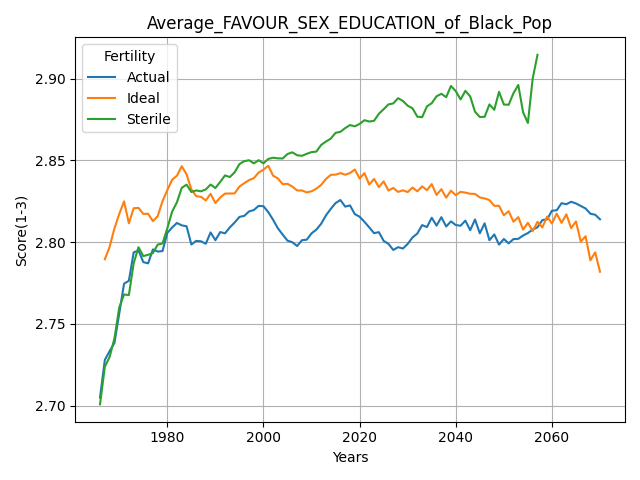 Average_FAVOUR_SEX_EDUCATION_of_Black_Pop
Fertility
Actual
Ideal
Sterile
Score(1-3)
2.90
2.85
2.80
2.75
2.70
1980 2000 2020 2040 2060
Years